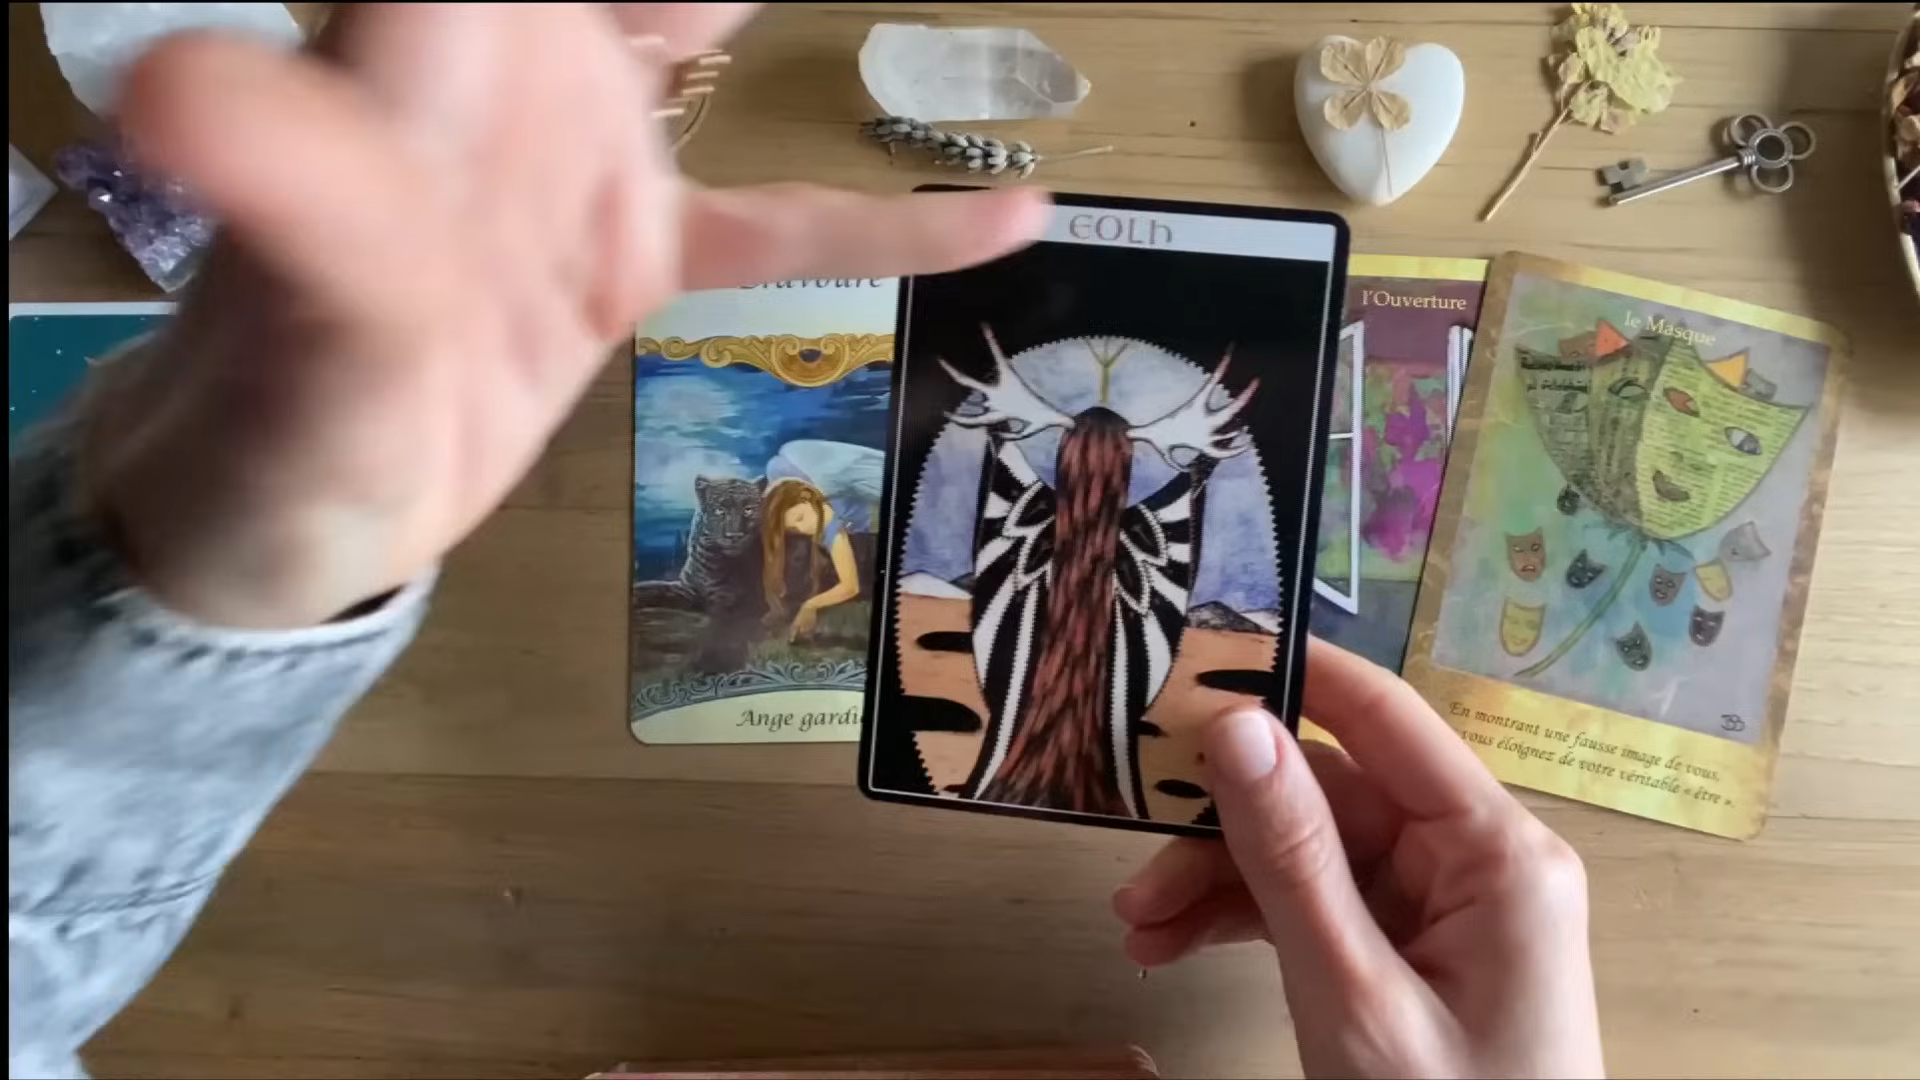 EOLh
Bravoure
Ange gardi
l'Ouverture
le Masque
En montrant une fausse image de vous,
vous éloignez de votre véritable « être ».